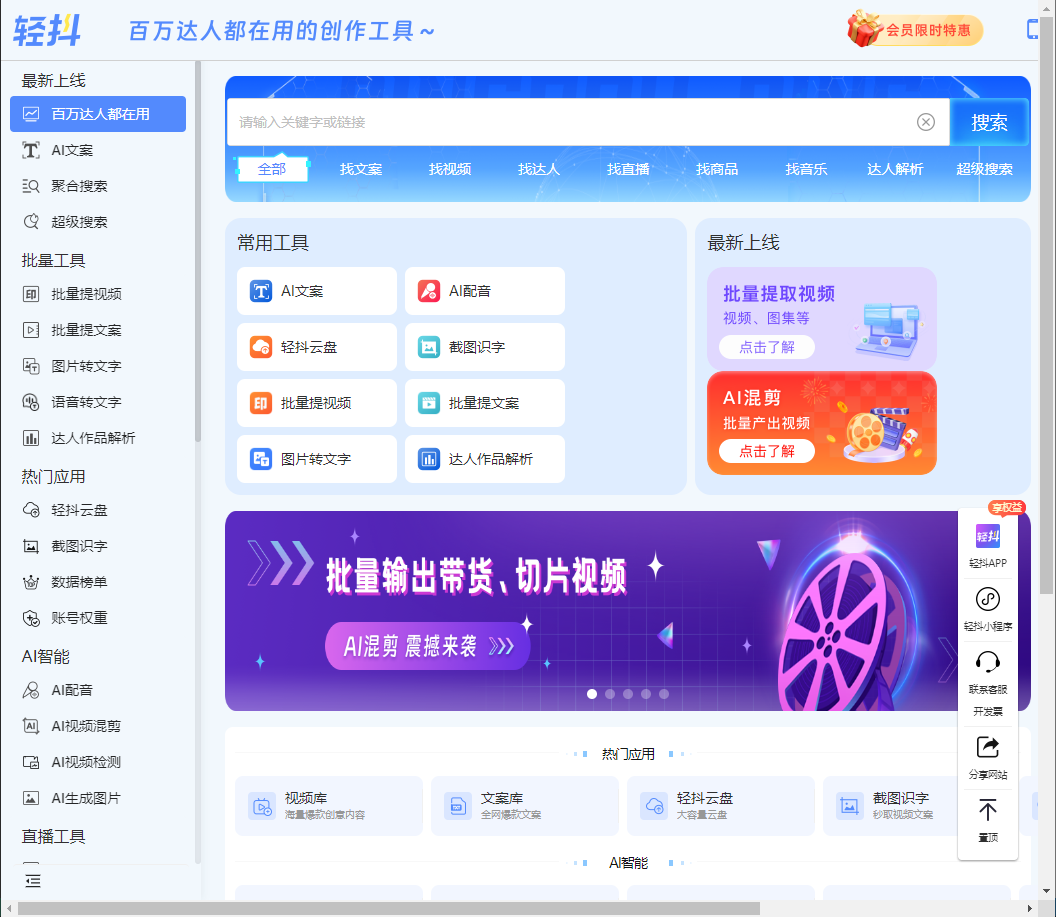 轻抖
百万达人都在用的创作工具~
会员限时特惠
最新上线
百万达人都在用
AI文案
聚合搜索
超级搜索
批量工具
批量提视频
批量提文案
图片转文字
语音转文字
达人作品解析
热门应用
轻抖云盘
截图识字
数据榜单
账号权重
AI智能
AI配音
AI视频混剪
AI视频检测
AI生成图片
直播工具
请输入关键字或链接
搜索
全部 找文案 找视频 找达人 找直播 找商品 找音乐 达人解析 超级搜索
常用工具
AI文案 AI配音
轻抖云盘 截图识字
批量提视频 批量提文案
图片转文字 达人作品解析
最新上线
批量提取视频
视频、图集等
点击了解
AI混剪
批量产出视频
点击了解
批量输出带货、切片视频
AI混剪 震撼来袭
享权益
轻抖
轻抖APP
轻抖小程序
联系客服
开发票
分享网站
置顶
热门应用
视频库
海量爆款创意内容
文案库
全网爆款文案
轻抖云盘
大容量云盘
截图识字
秒取视频文案
AI智能